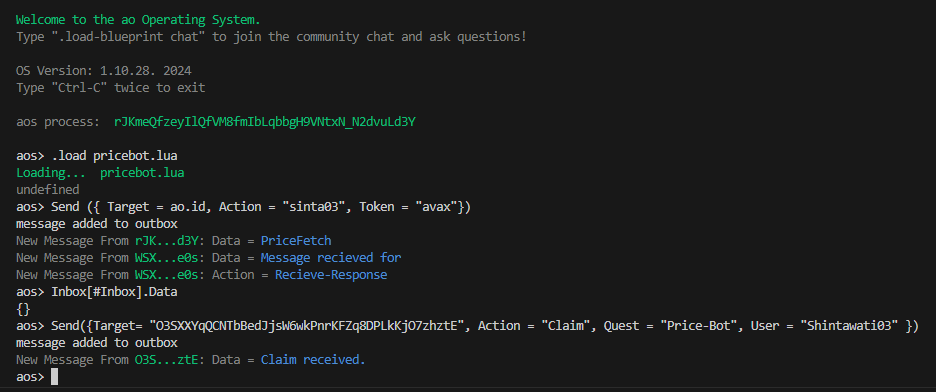 Welcome to the ao Operating System.
Type ".load-blueprint chat" to join the community chat and ask questions!
OS Version: 1.10.28. 2024
Type "Ctrl-C" twice to exit
aos process:  rJKmeQfzeyIlQfVM8fmIbLqbbgH9VNtxN_N2dvuLd3Y
aos> .load pricebot.lua
Loading...  pricebot.lua
undefined
aos> Send ({ Target = ao.id, Action = "sinta03", Token = "avax"})
message added to outbox
New Message From rJK...d3Y: Data = PriceFetch
New Message From WSX...e0s: Data = Message recieved for
New Message From WSX...e0s: Action = Recieve-Response
aos> Inbox[#Inbox].Data
{}
aos> Send({Target= "O3SXXYqQCNTbBedJjsW6wkPnrKFZq8DPLkKjO7zhztE", Action = "Claim", Quest = "Price-Bot", User = "Shintawati03" })
message added to outbox
New Message From O3S...ztE: Data = Claim received.
aos>